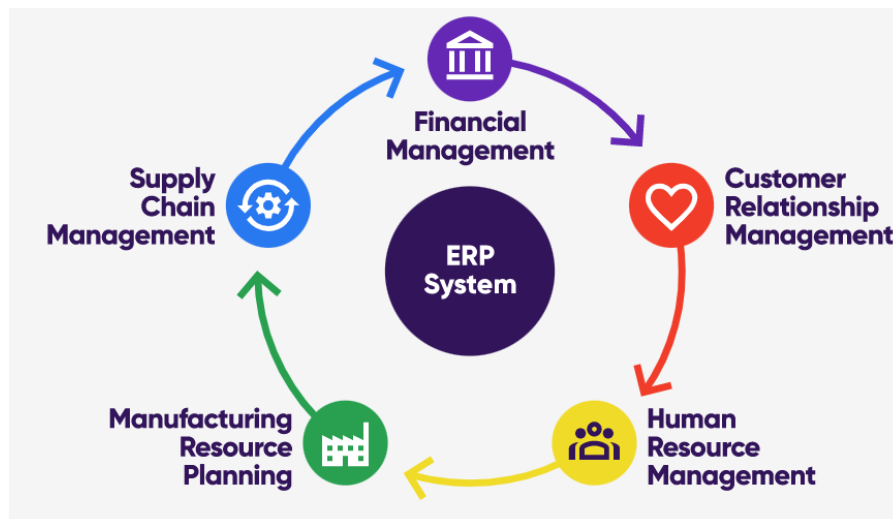 Financial
Management
Supply
Chain
Management
Customer
Relationship
Management
ERP
System
Manufacturing
Resource
Planning
Human
Resource
Management